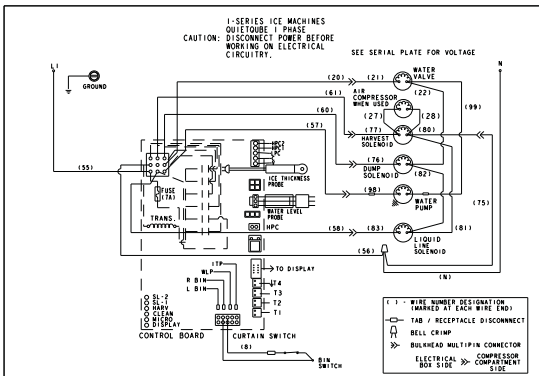 I-SERIES ICE MACHINES
QUIETQUBE 1 PHASE
CAUTION: DISCONNECT POWER BEFORE
WORKING ON ELECTRICAL
CIRCUITRY.
SEE SERIAL PLATE FOR VOLTAGE
L1
N
GROUND
(20)
(21)
WATER
VALVE
(61)
(22)
AIR
COMPRESSOR
WHEN USED
(99)
(60)
(27)
(28)
(57)
(77)
(80)
HARVEST
SOLENOID
HPC2
HPC1
LPC
(55)
ICE THICKNESS
PROBE
(76)
DUMP
SOLENOID
(82)
FUSE
(7A)
(98)
WATER
PUMP
(75)
WATER LEVEL
PROBE
TRANS.
HPC
(58)
(83)
(81)
LIQUID
LINE
SOLENOID
(56)
(N)
TO DISPLAY
ITP
WLP
R BIN
L BIN
T4
T3
T2
T1
SL-2
SL-1
HARV
CLEAN
MICRO
DISPLAY
CONTROL BOARD
CURTAIN SWITCH
(8)
BIN
SWITCH
( ) - WIRE NUMBER DESIGNATION
(MARKED AT EACH WIRE END)
- TAB / RECEPTACLE DISCONNNECT
BELL CRIMP
- BULKHEAD MULTIPIN CONNECTOR
ELECTRICAL
BOX SIDE
COMPRESSOR
COMPARTMENT
SIDE